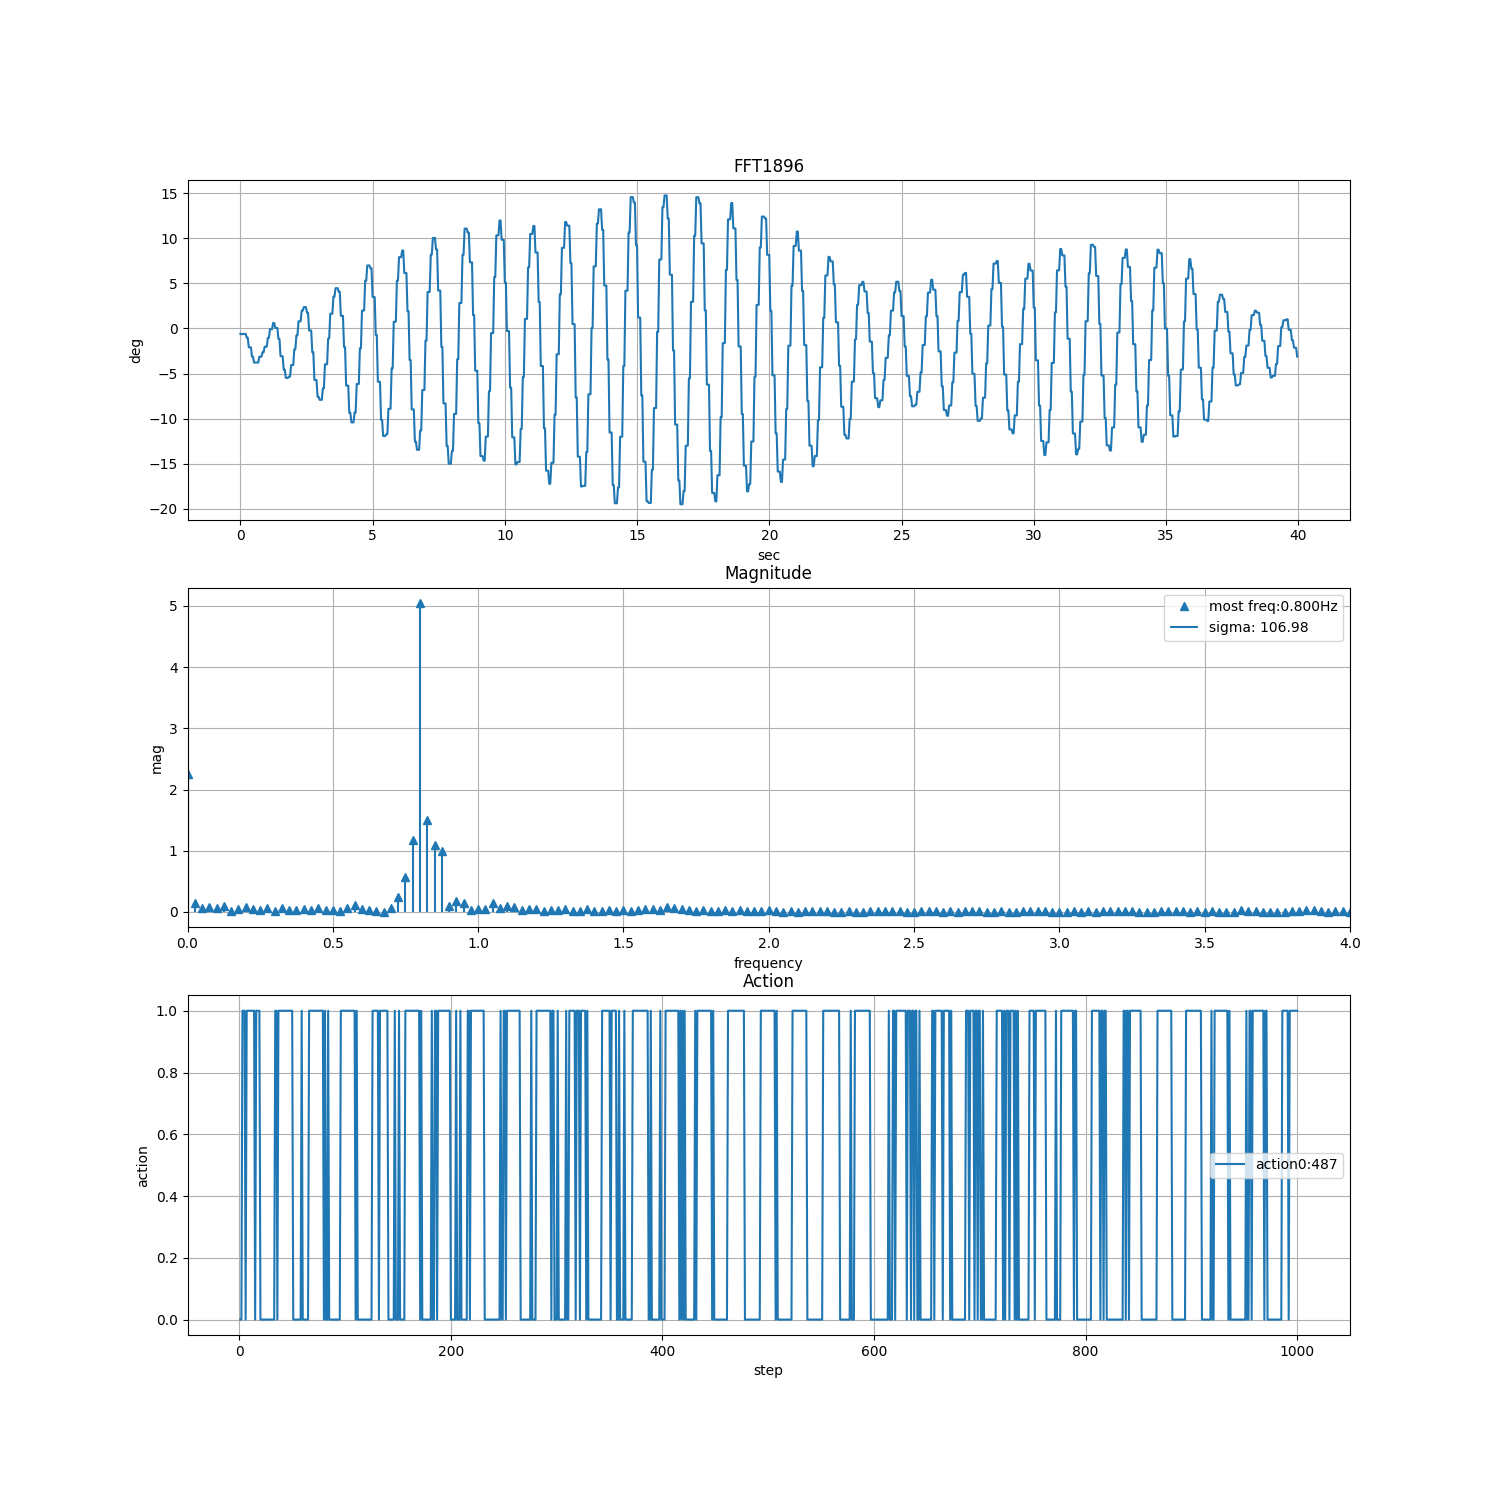 FFT1896
15
10
5
0
−5
−10
−15
−20
deg
0 5 10 15 20 25 30 35 40
sec
Magnitude
most freq:0.800Hz
sigma: 106.98
5
4
3
2
1
0
mag
0.0 0.5 1.0 1.5 2.0 2.5 3.0 3.5 4.0
frequency
Action
1.0
0.8
0.6
0.4
0.2
0.0
action
action0:487
0 200 400 600 800 1000
step